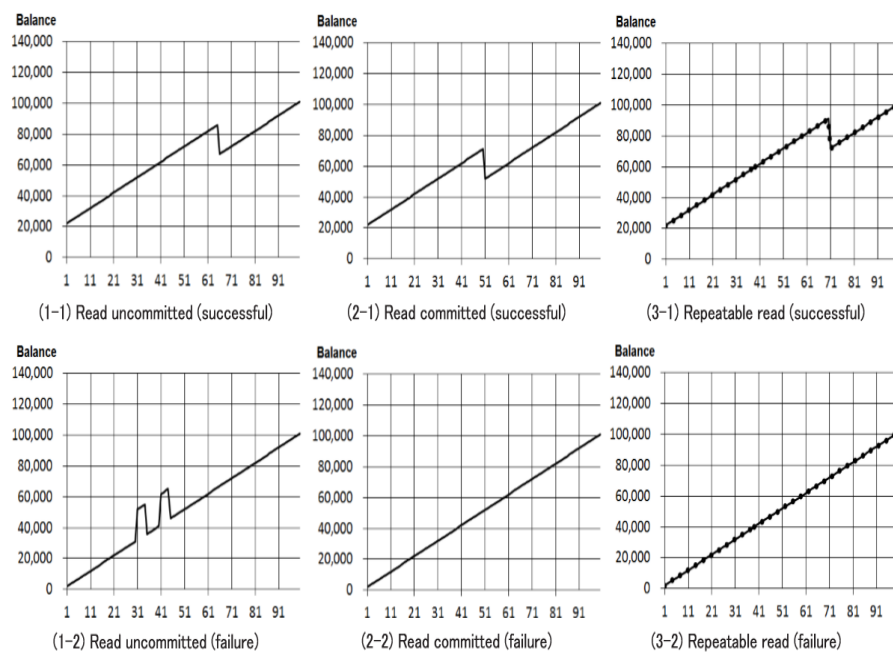 Balance
140,000
120,000
100,000
80,000
60,000
40,000
20,000
0
1 11 21 31 41 51 61 71 81 91
(1-1) Read uncommitted (successful)
Balance
140,000
120,000
100,000
80,000
60,000
40,000
20,000
0
1 11 21 31 41 51 61 71 81 91
(2-1) Read committed (successful)
Balance
140,000
120,000
100,000
80,000
60,000
40,000
20,000
0
1 11 21 31 41 51 61 71 81 91
(3-1) Repeatable read (successful)
Balance
140,000
120,000
100,000
80,000
60,000
40,000
20,000
0
1 11 21 31 41 51 61 71 81 91
(1-2) Read uncommitted (failure)
Balance
140,000
120,000
100,000
80,000
60,000
40,000
20,000
0
1 11 21 31 41 51 61 71 81 91
(2-2) Read committed (failure)
Balance
140,000
120,000
100,000
80,000
60,000
40,000
20,000
0
1 11 21 31 41 51 61 71 81 91
(3-2) Repeatable read (failure)